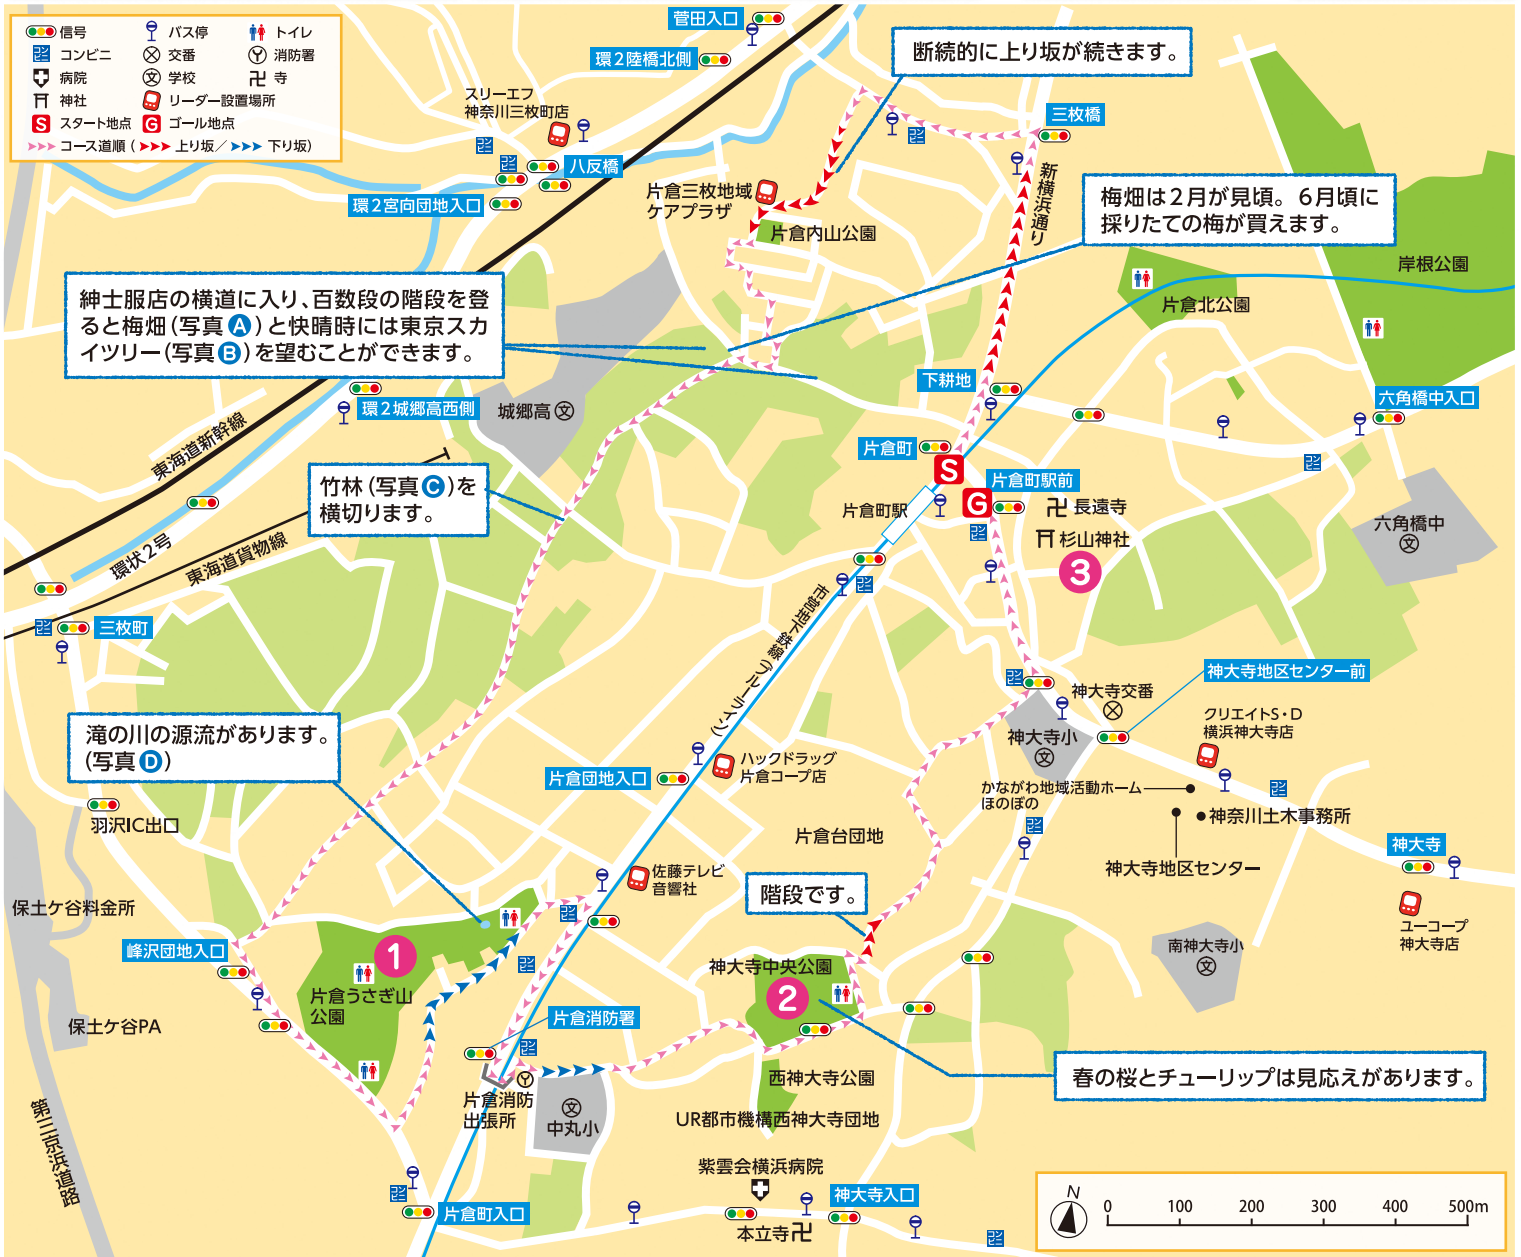 信号
バス停
トイレ
コンビニ
交番
消防署
病院
学校
寺
神社
リーダー設置場所
S スタート地点
G ゴール地点
コース道順（ 上り坂／ 下り坂）
菅田入口
環２陸橋北側
断続的に上り坂が続きます。
スリーエフ
神奈川三枚町店
三枚橋
八反橋
環２宮向団地入口
片倉三枚地域
ケアプラザ
新横浜通り
梅畑は２月が見頃。６月頃に
採りたての梅が買えます。
片倉内山公園
岸根公園
片倉北公園
紳士服店の横道に入り、百数段の階段を登
ると梅畑（写真A）と快晴時には東京スカ
イツリー（写真B）を望むことができます。
下耕地
六角橋中入口
環２城郷高西側
城郷高
文
東海道新幹線
片倉町
S
竹林（写真C）を
横切ります。
片倉町駅前
G
片倉町駅
長遠寺
杉山神社
3
六角橋中
文
環状２号
東海道貨物線
市営地下鉄線（ブルーライン）
三枚町
神大寺地区センター前
神大寺交番
滝の川の源流があります。
（写真D）
クリエイトS・D
横浜神大寺店
神大寺小
文
ハックドラッグ
片倉コープ店
片倉団地入口
かながわ地域活動ホーム
ほのぼの
羽沢IC出口
片倉台団地
神奈川土木事務所
神大寺
神大寺地区センター
佐藤テレビ
音響社
階段です。
保土ケ谷料金所
ユーコープ
神大寺店
峰沢団地入口
1
南神大寺小
文
神大寺中央公園
2
片倉うさぎ山
公園
保土ケ谷PA
片倉消防署
西神大寺公園
春の桜とチューリップは見応えがあります。
片倉消防
出張所
文
中丸小
UR都市機構西神大寺団地
第三京浜道路
紫雲会横浜病院
神大寺入口
片倉町入口
本立寺
N
0 100 200 300 400 500m
コンビニ